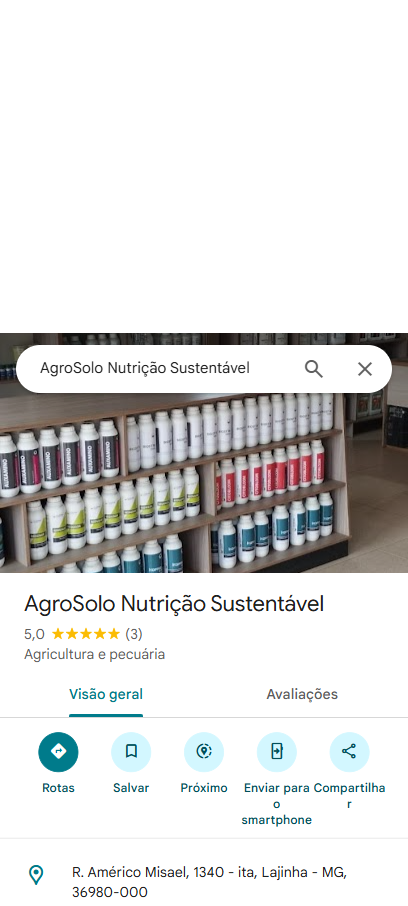 AgroSolo Nutrição Sustentável
AgroSolo Nutrição Sustentável
5,0 ★★★★★ (3)
Agricultura e pecuária
Visão geral
Avaliações
Rotas
Salvar
Próximo
Enviar para
o
smartphone
Compartilha
r
R. Américo Misael, 1340 - ita, Lajinha - MG,
36980-000